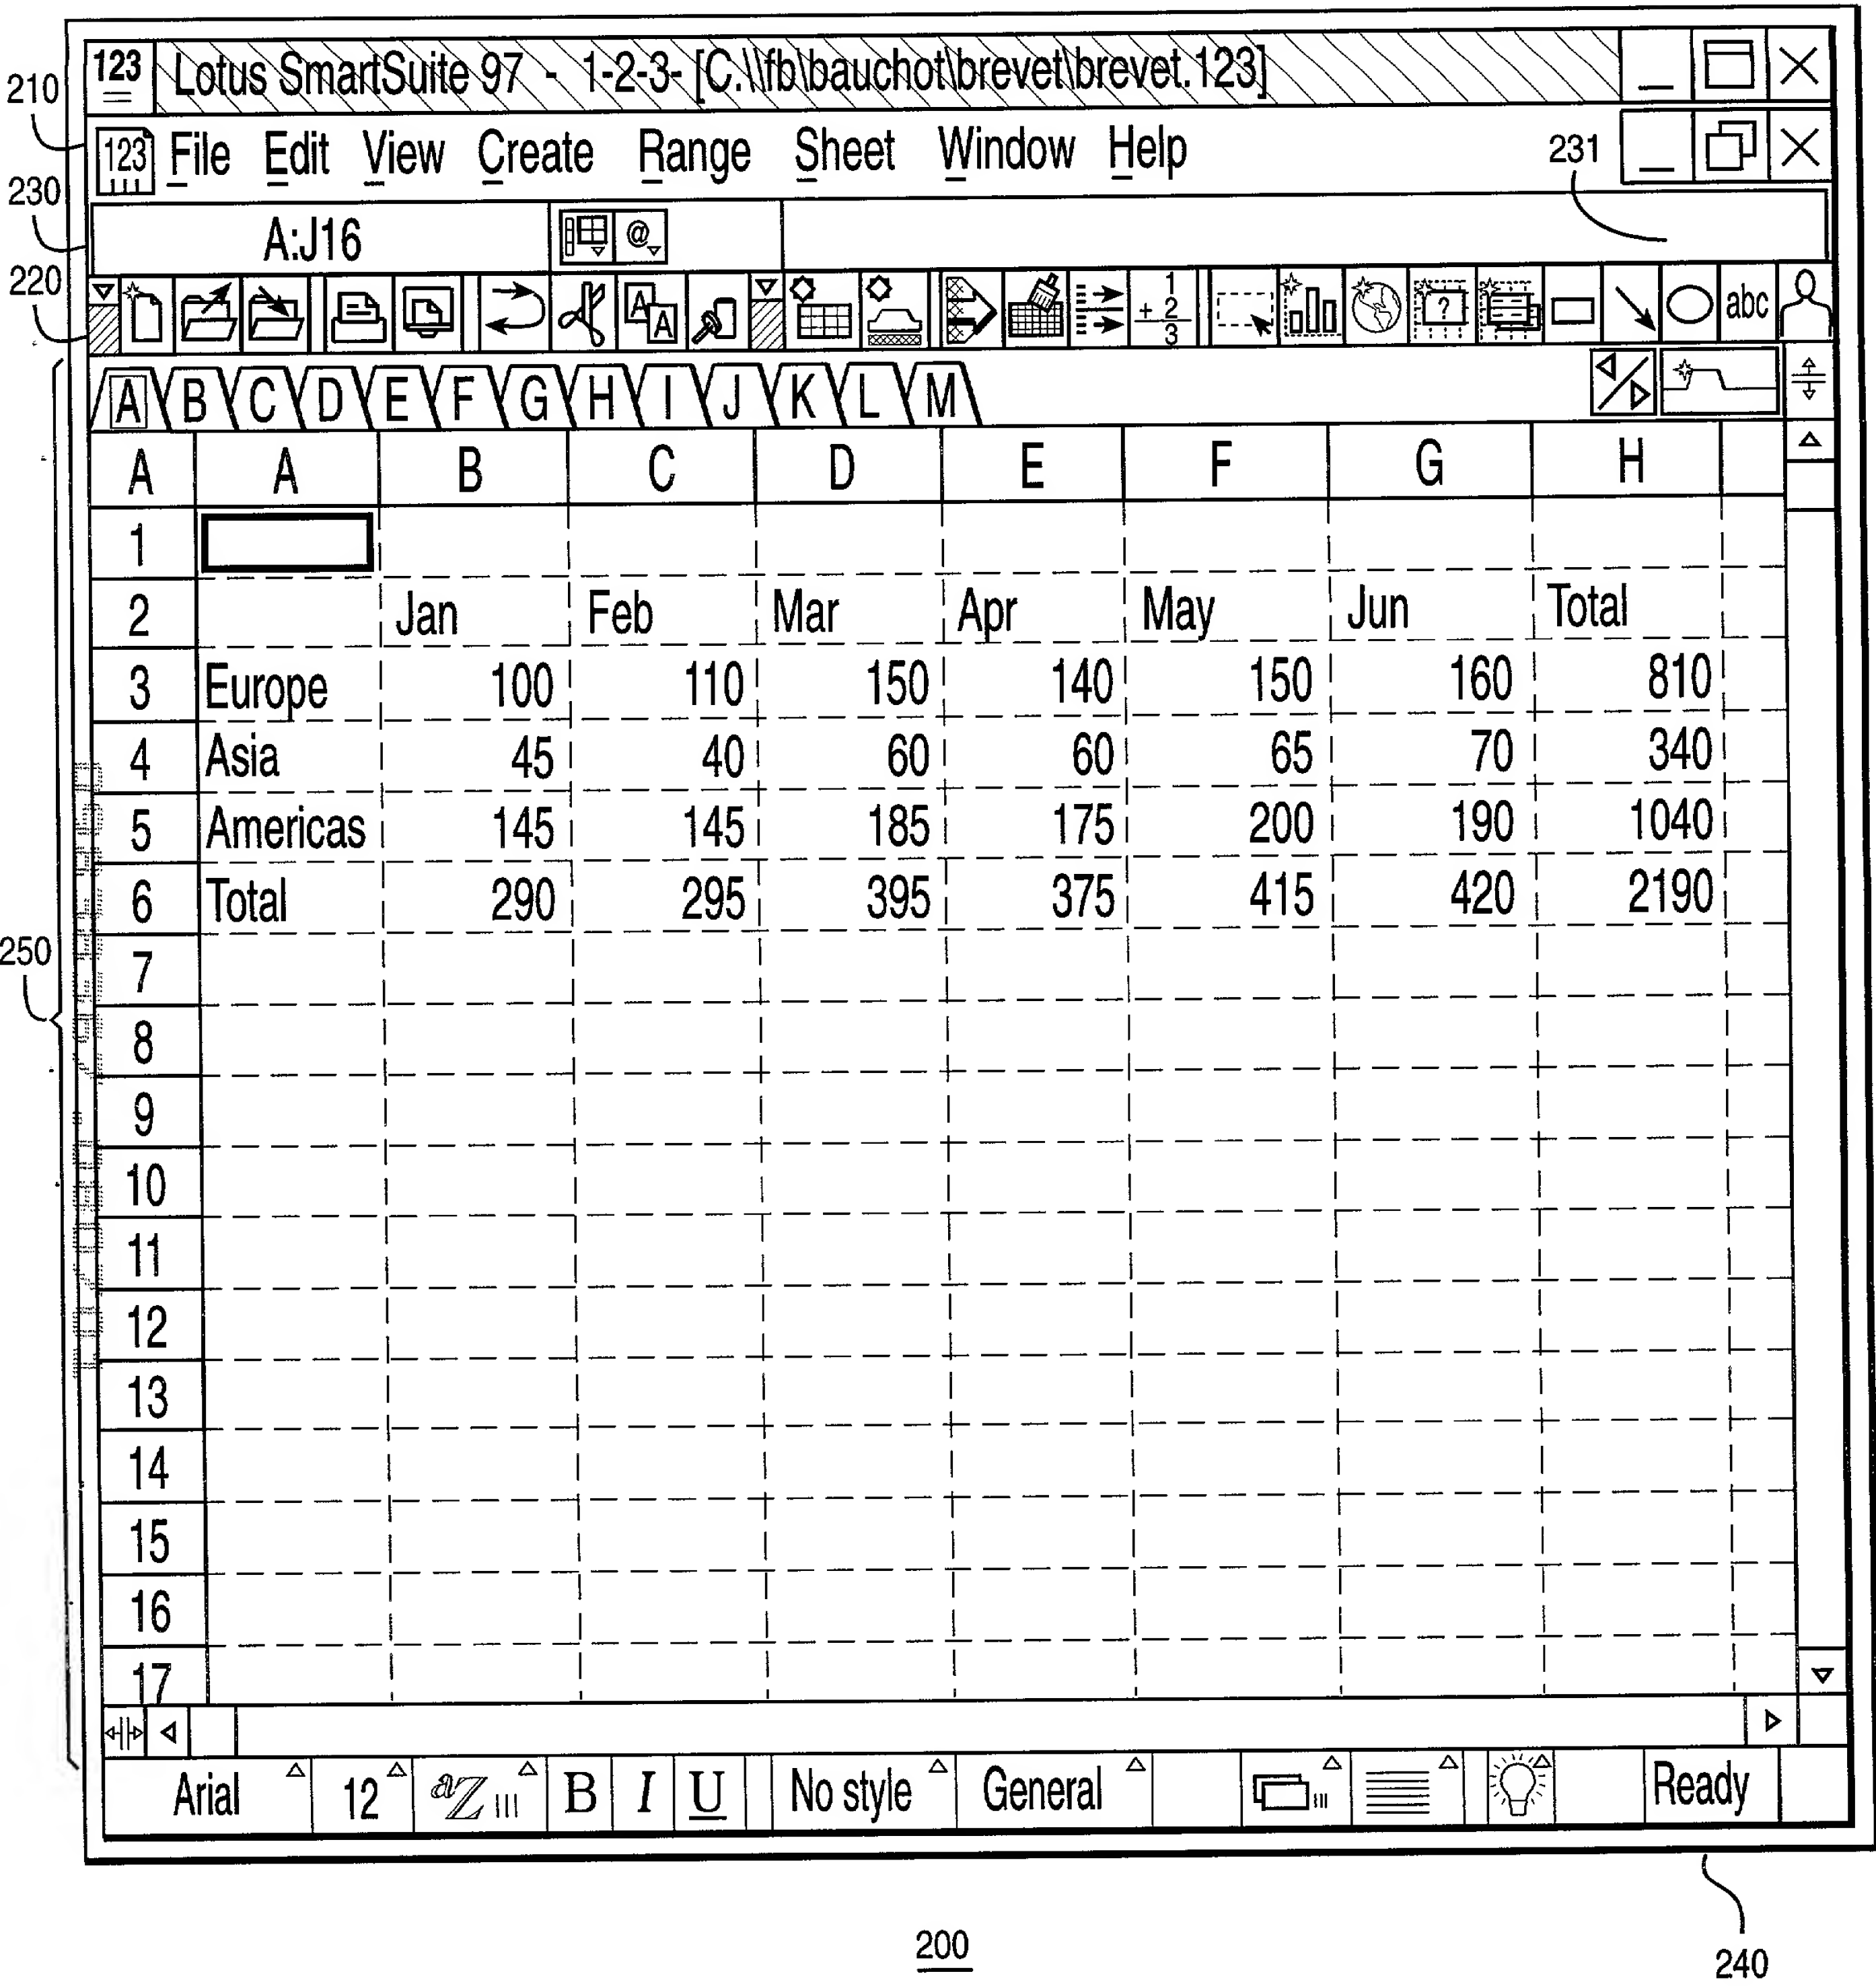 123 Lotus SmartSuite 97 - 1-2-3- [C.\\fb\bauchot\brevet\brevet.123]
210
123 File Edit View Create Range Sheet Window Help 231
230
A:J16 @
220
1 +2 3 ? abc
A A
A B C D E F G H I J K L M
A A B C D E F G H
1
2 Jan Feb Mar Apr May Jun Total
3 Europe 100 110 150 140 150 160 810
4 Asia 45 40 60 60 65 70 340
5 Americas 145 145 185 175 200 190 1040
6 Total 290 295 395 375 415 420 2190
250
7
8
9
10
11
12
13
14
15
16
17
Arial 12 aZ B I U No style General Ready
200
240